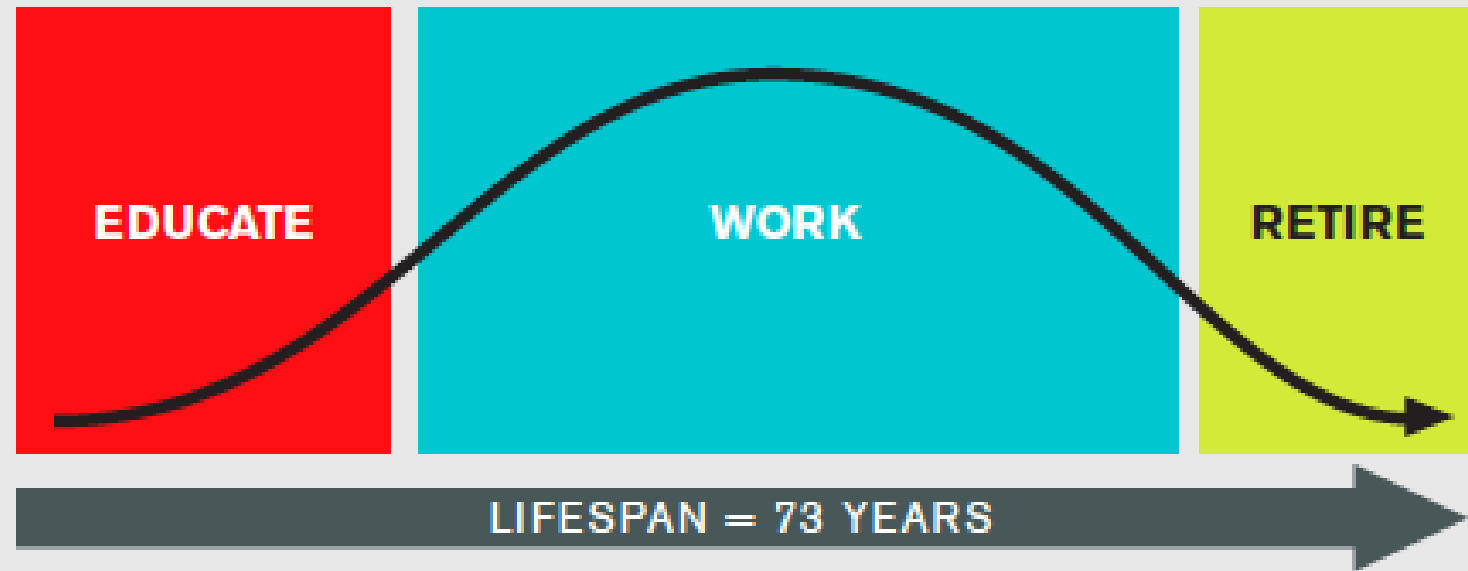 EDUCATE
WORK
RETIRE
LIFESPAN = 73 YEARS